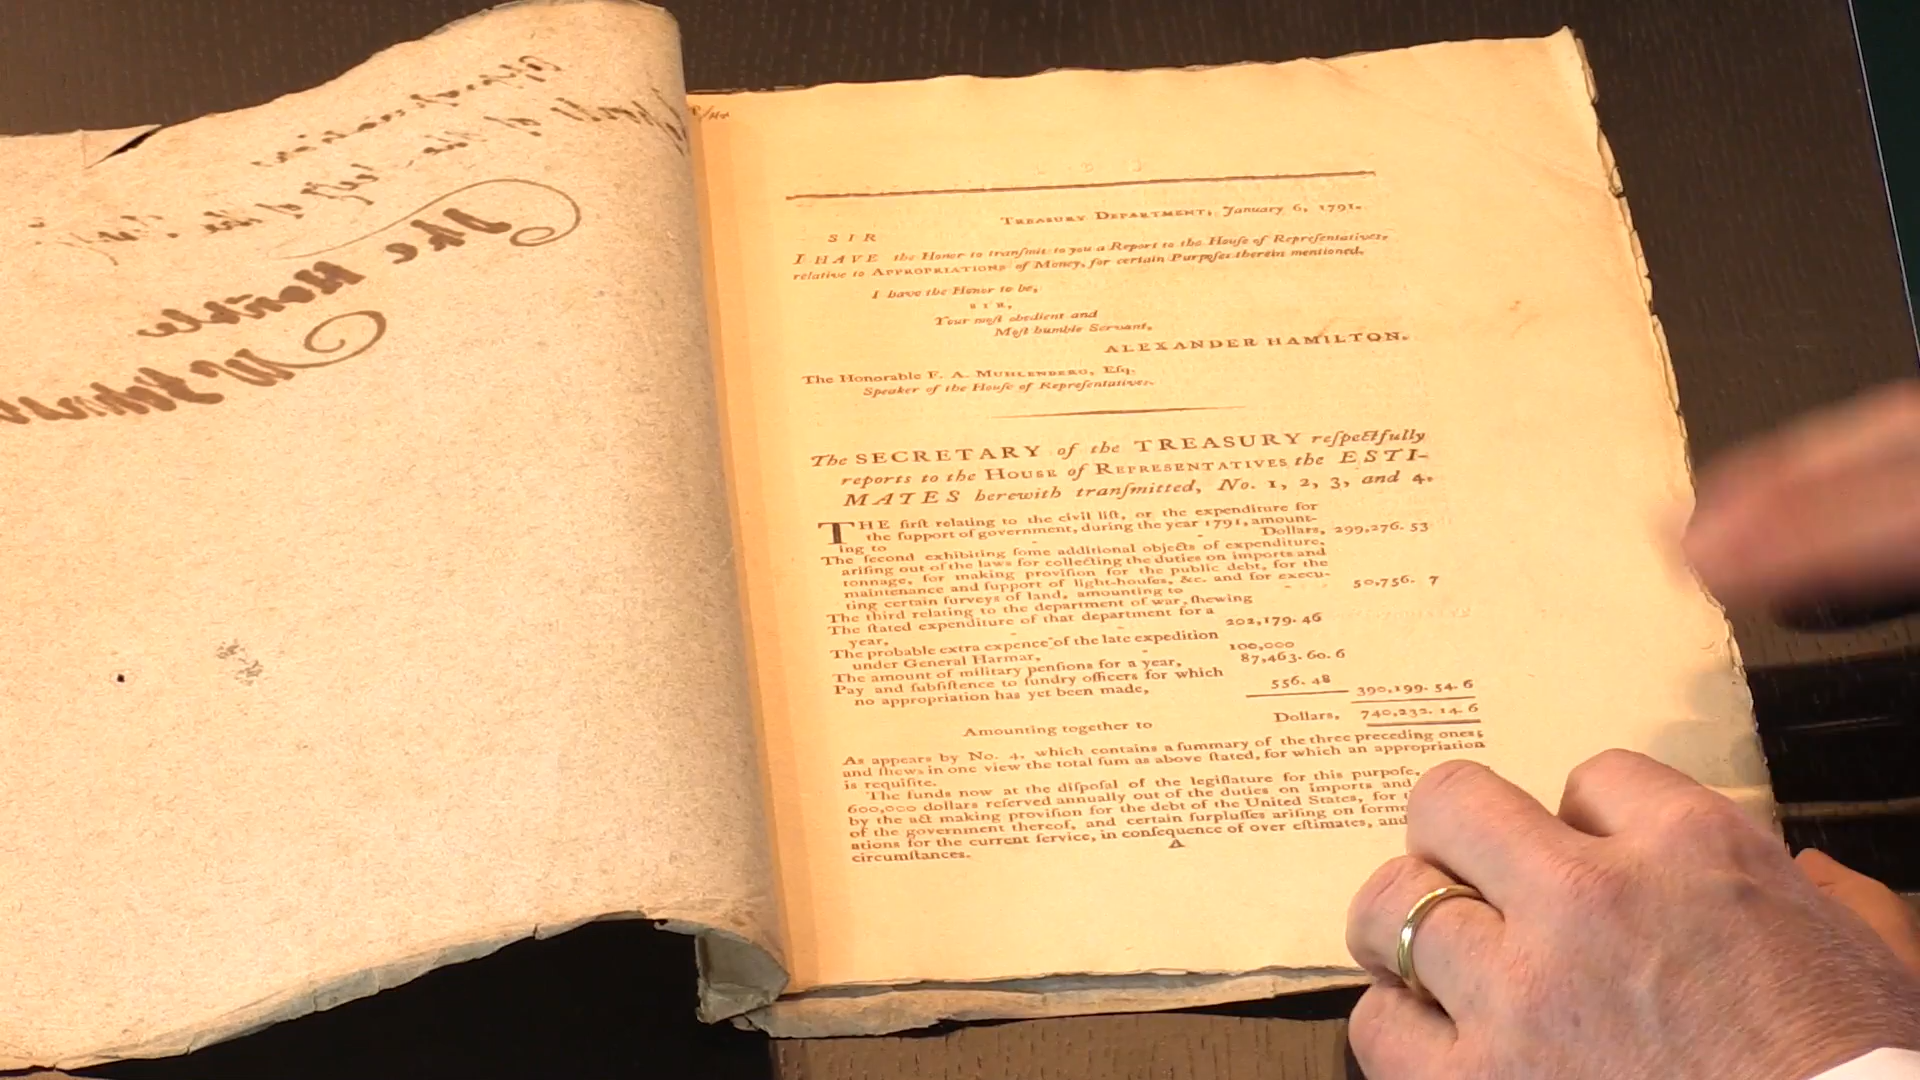 TREASURY DEPARTMENT, January 6, 1791.
SIR
I HAVE the Honor to tranſmit to you a Report to the Houſe of Repreſentatives,
relative to APPROPRIATIONS of Money, for certain Purpoſes therein mentioned.
I have the Honor to be,
SIR,
Your moſt obedient and
Moſt humble Servant,
ALEXANDER HAMILTON.
The Honorable F. A. MUHLENBERG, Eſq.
Speaker of the Houſe of Repreſentatives.
The SECRETARY of the TREASURY reſpectfully
reports to the HOUSE of REPRESENTATIVES the ESTI-
MATES herewith tranſmitted, No. 1, 2, 3, and 4.
THE firſt relating to the civil liſt, or the expenditure for
the ſupport of government, during the year 1791, amount-
ing to - - Dollars, 299,276. 53
The ſecond exhibiting ſome additional objects of expenditure,
ariſing out of the laws for collecting the duties on imports and
tonnage, for making proviſion for the public debt, for the
maintenance and ſupport of light-houſes, &c. and for execu-
ting certain ſurveys of land, amounting to - - 50,756. 7
The third relating to the department of war, ſhewing
The ſtated expenditure of that department for a
year, - - 202,179. 46
The probable extra expence of the late expedition
under General Harmar, - 100,000
The amount of military penſions for a year, 87,463. 60. 6
Pay and ſubſiſtence to ſundry officers for which
no appropriation has yet been made, 556. 48
390,199. 54. 6
Amounting together to Dollars, 740,232. 14. 6
As appears by No. 4, which contains a ſummary of the three preceding ones;
and ſhews in one view the total ſum as above ſtated, for which an appropriation
is requiſite.
The funds now at the diſpoſal of the legiſlature for this purpoſe,
600,000 dollars reſerved annually out of the duties on imports and
by the act making proviſion for the debt of the United States, for
of the government thereof, and certain ſurpluſſes ariſing on
ations for the current ſervice, in conſequence of over eſtimates, and
circumſtances.
A